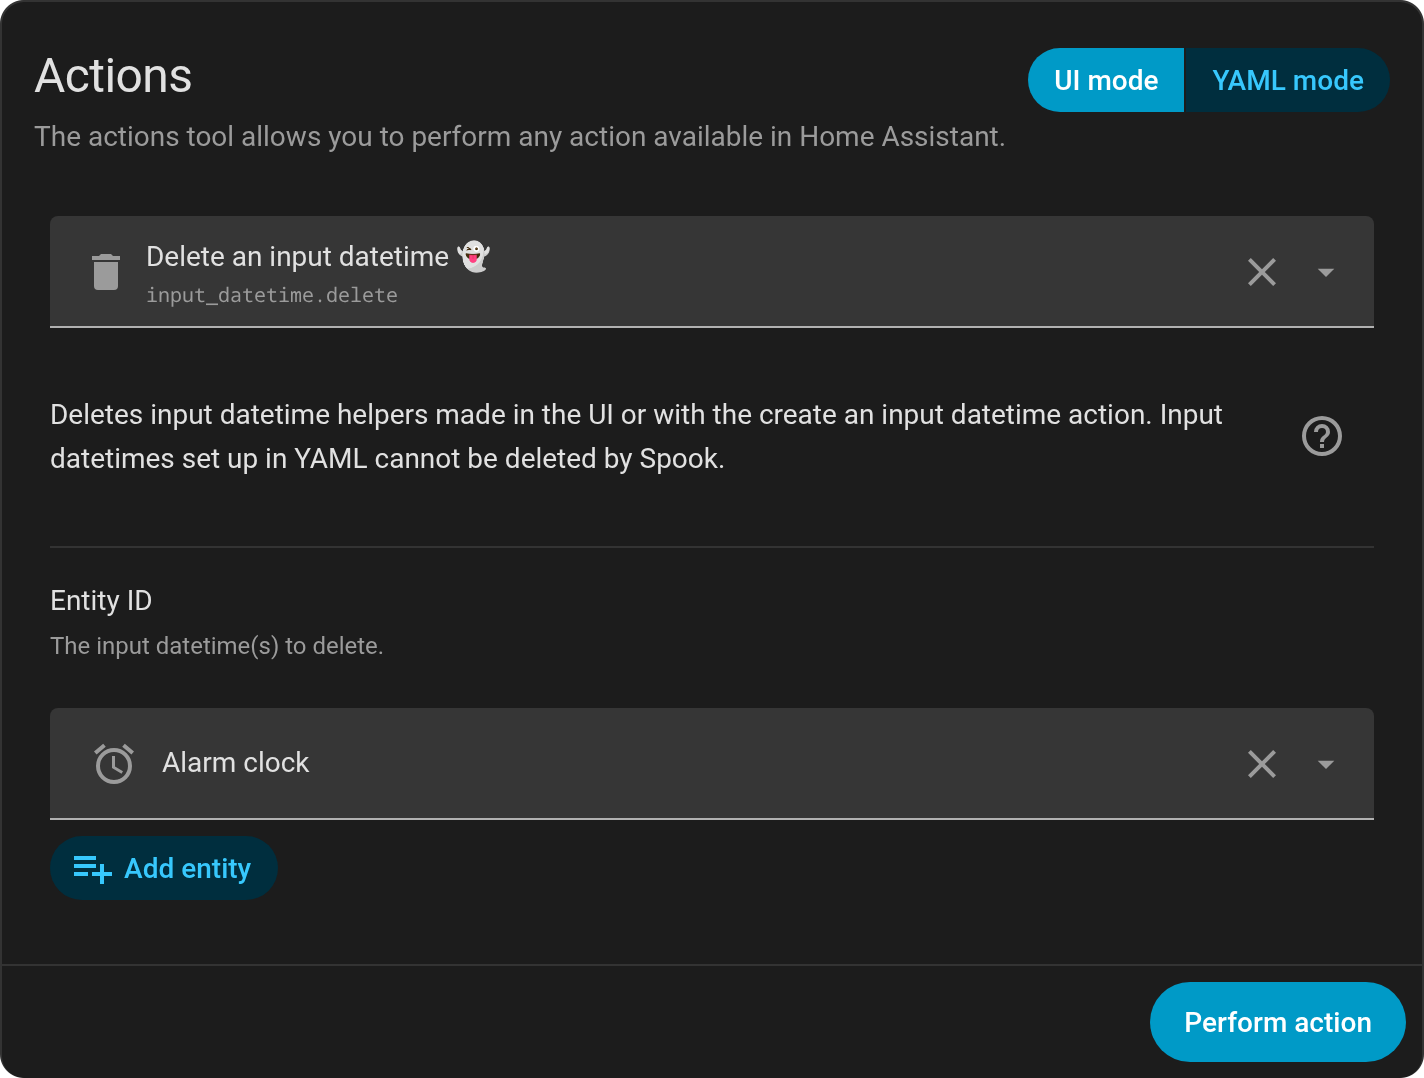 Actions
UI mode
YAML mode
The actions tool allows you to perform any action available in Home Assistant.
Delete an input datetime 👻
input_datetime.delete
Deletes input datetime helpers made in the UI or with the create an input datetime action. Input
datetimes set up in YAML cannot be deleted by Spook.
Entity ID
The input datetime(s) to delete.
Alarm clock
Add entity
Perform action